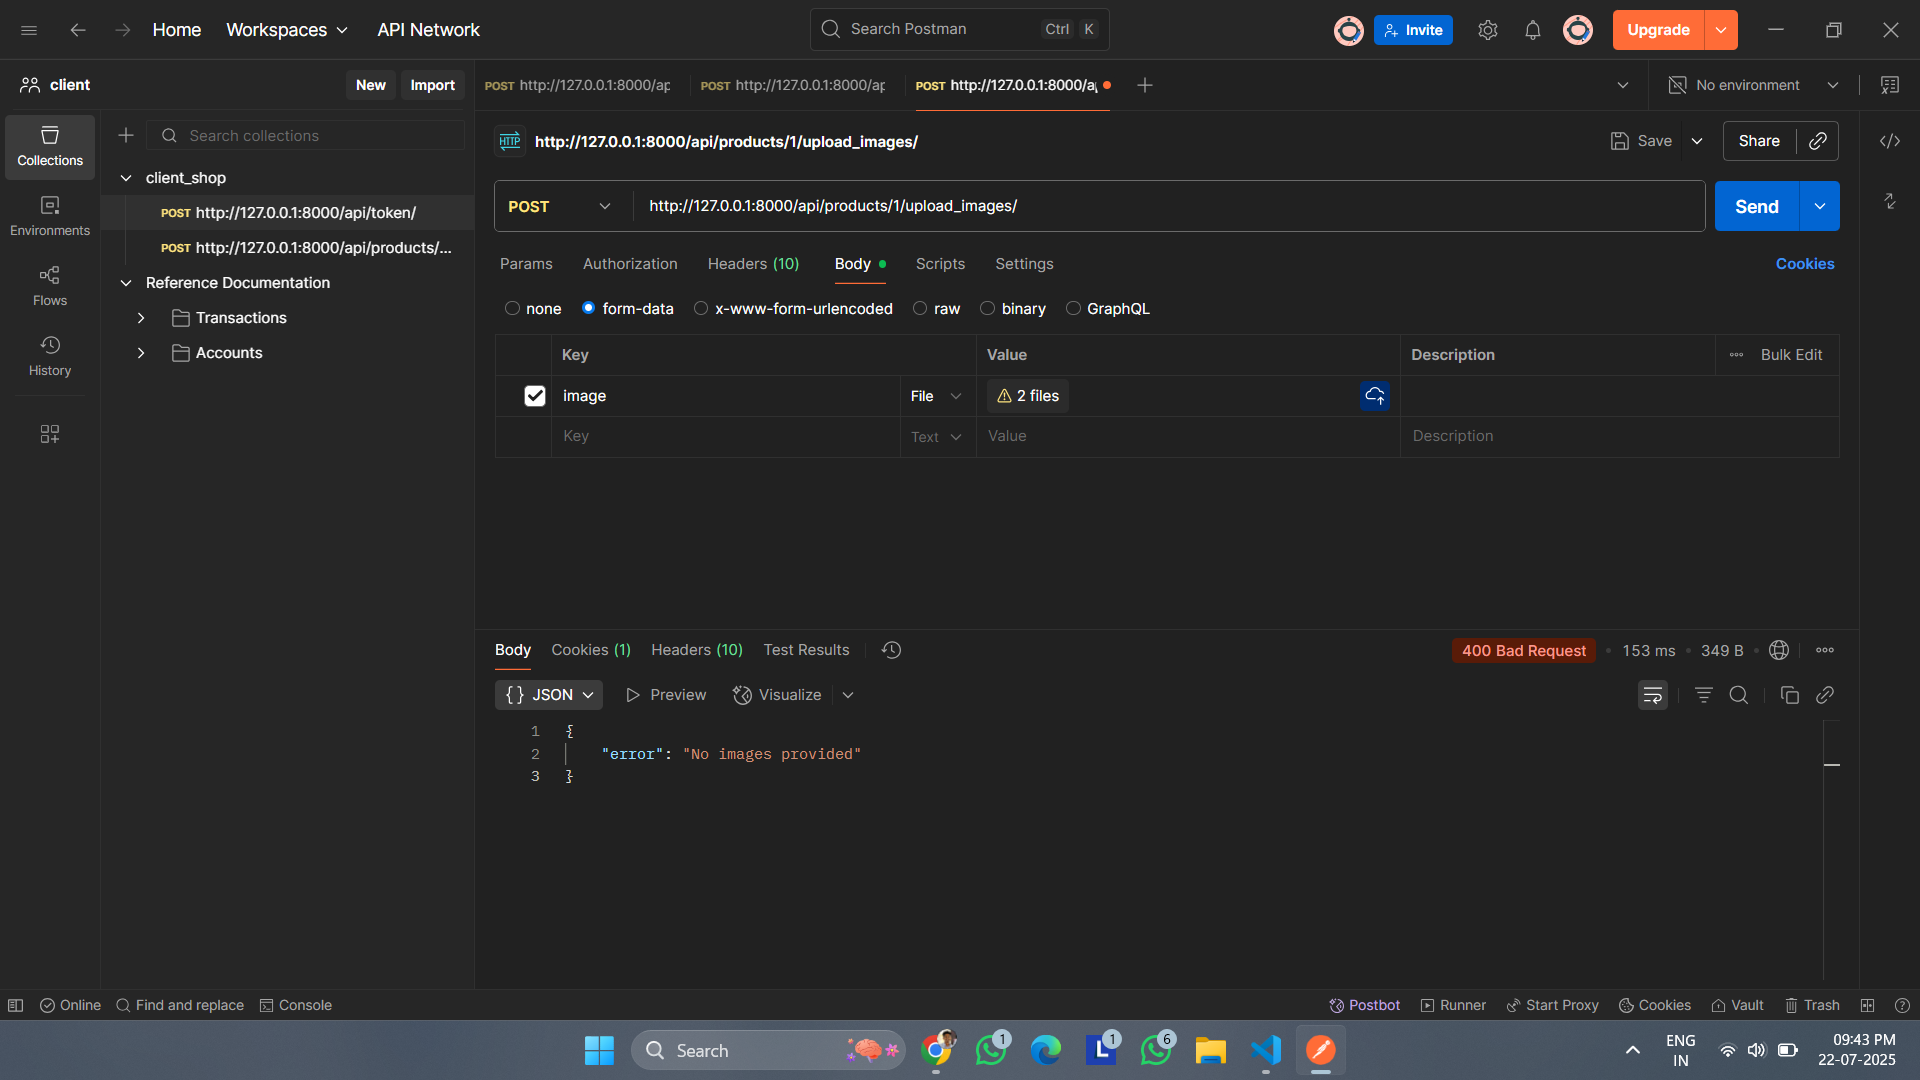 Home
Workspaces
API Network
Search Postman
Ctrl K
Invite
Upgrade
client
New
Import
POST http://127.0.0.1:8000/ap
POST http://127.0.0.1:8000/ap
POST http://127.0.0.1:8000/a
No environment
Collections
Environments
Flows
History
Search collections
client_shop
POST http://127.0.0.1:8000/api/token/
POST http://127.0.0.1:8000/api/products/...
Reference Documentation
Transactions
Accounts
HTTP http://127.0.0.1:8000/api/products/1/upload_images/
Save
Share
POST http://127.0.0.1:8000/api/products/1/upload_images/
Send
Params Authorization Headers (10) Body Scripts Settings
Cookies
none form-data x-www-form-urlencoded raw binary GraphQL
Key Value Description Bulk Edit
image File 2 files
Key Text Value Description
Body Cookies (1) Headers (10) Test Results
400 Bad Request 153 ms 349 B
{} JSON Preview Visualize
1 {
2 "error": "No images provided"
3 }
Online Find and replace Console
Postbot Runner Start Proxy Cookies Vault Trash
Search
1
L 1
6
ENG
IN
09:43 PM
22-07-2025